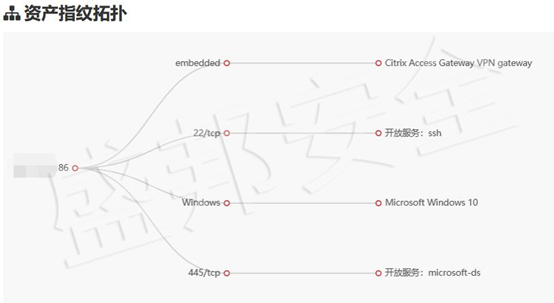 资产指纹拓扑
embedded
Citrix Access Gateway VPN gateway
22/tcp
开放服务：ssh
86
Windows
Microsoft Windows 10
445/tcp
开放服务：microsoft-ds
盛邦安全